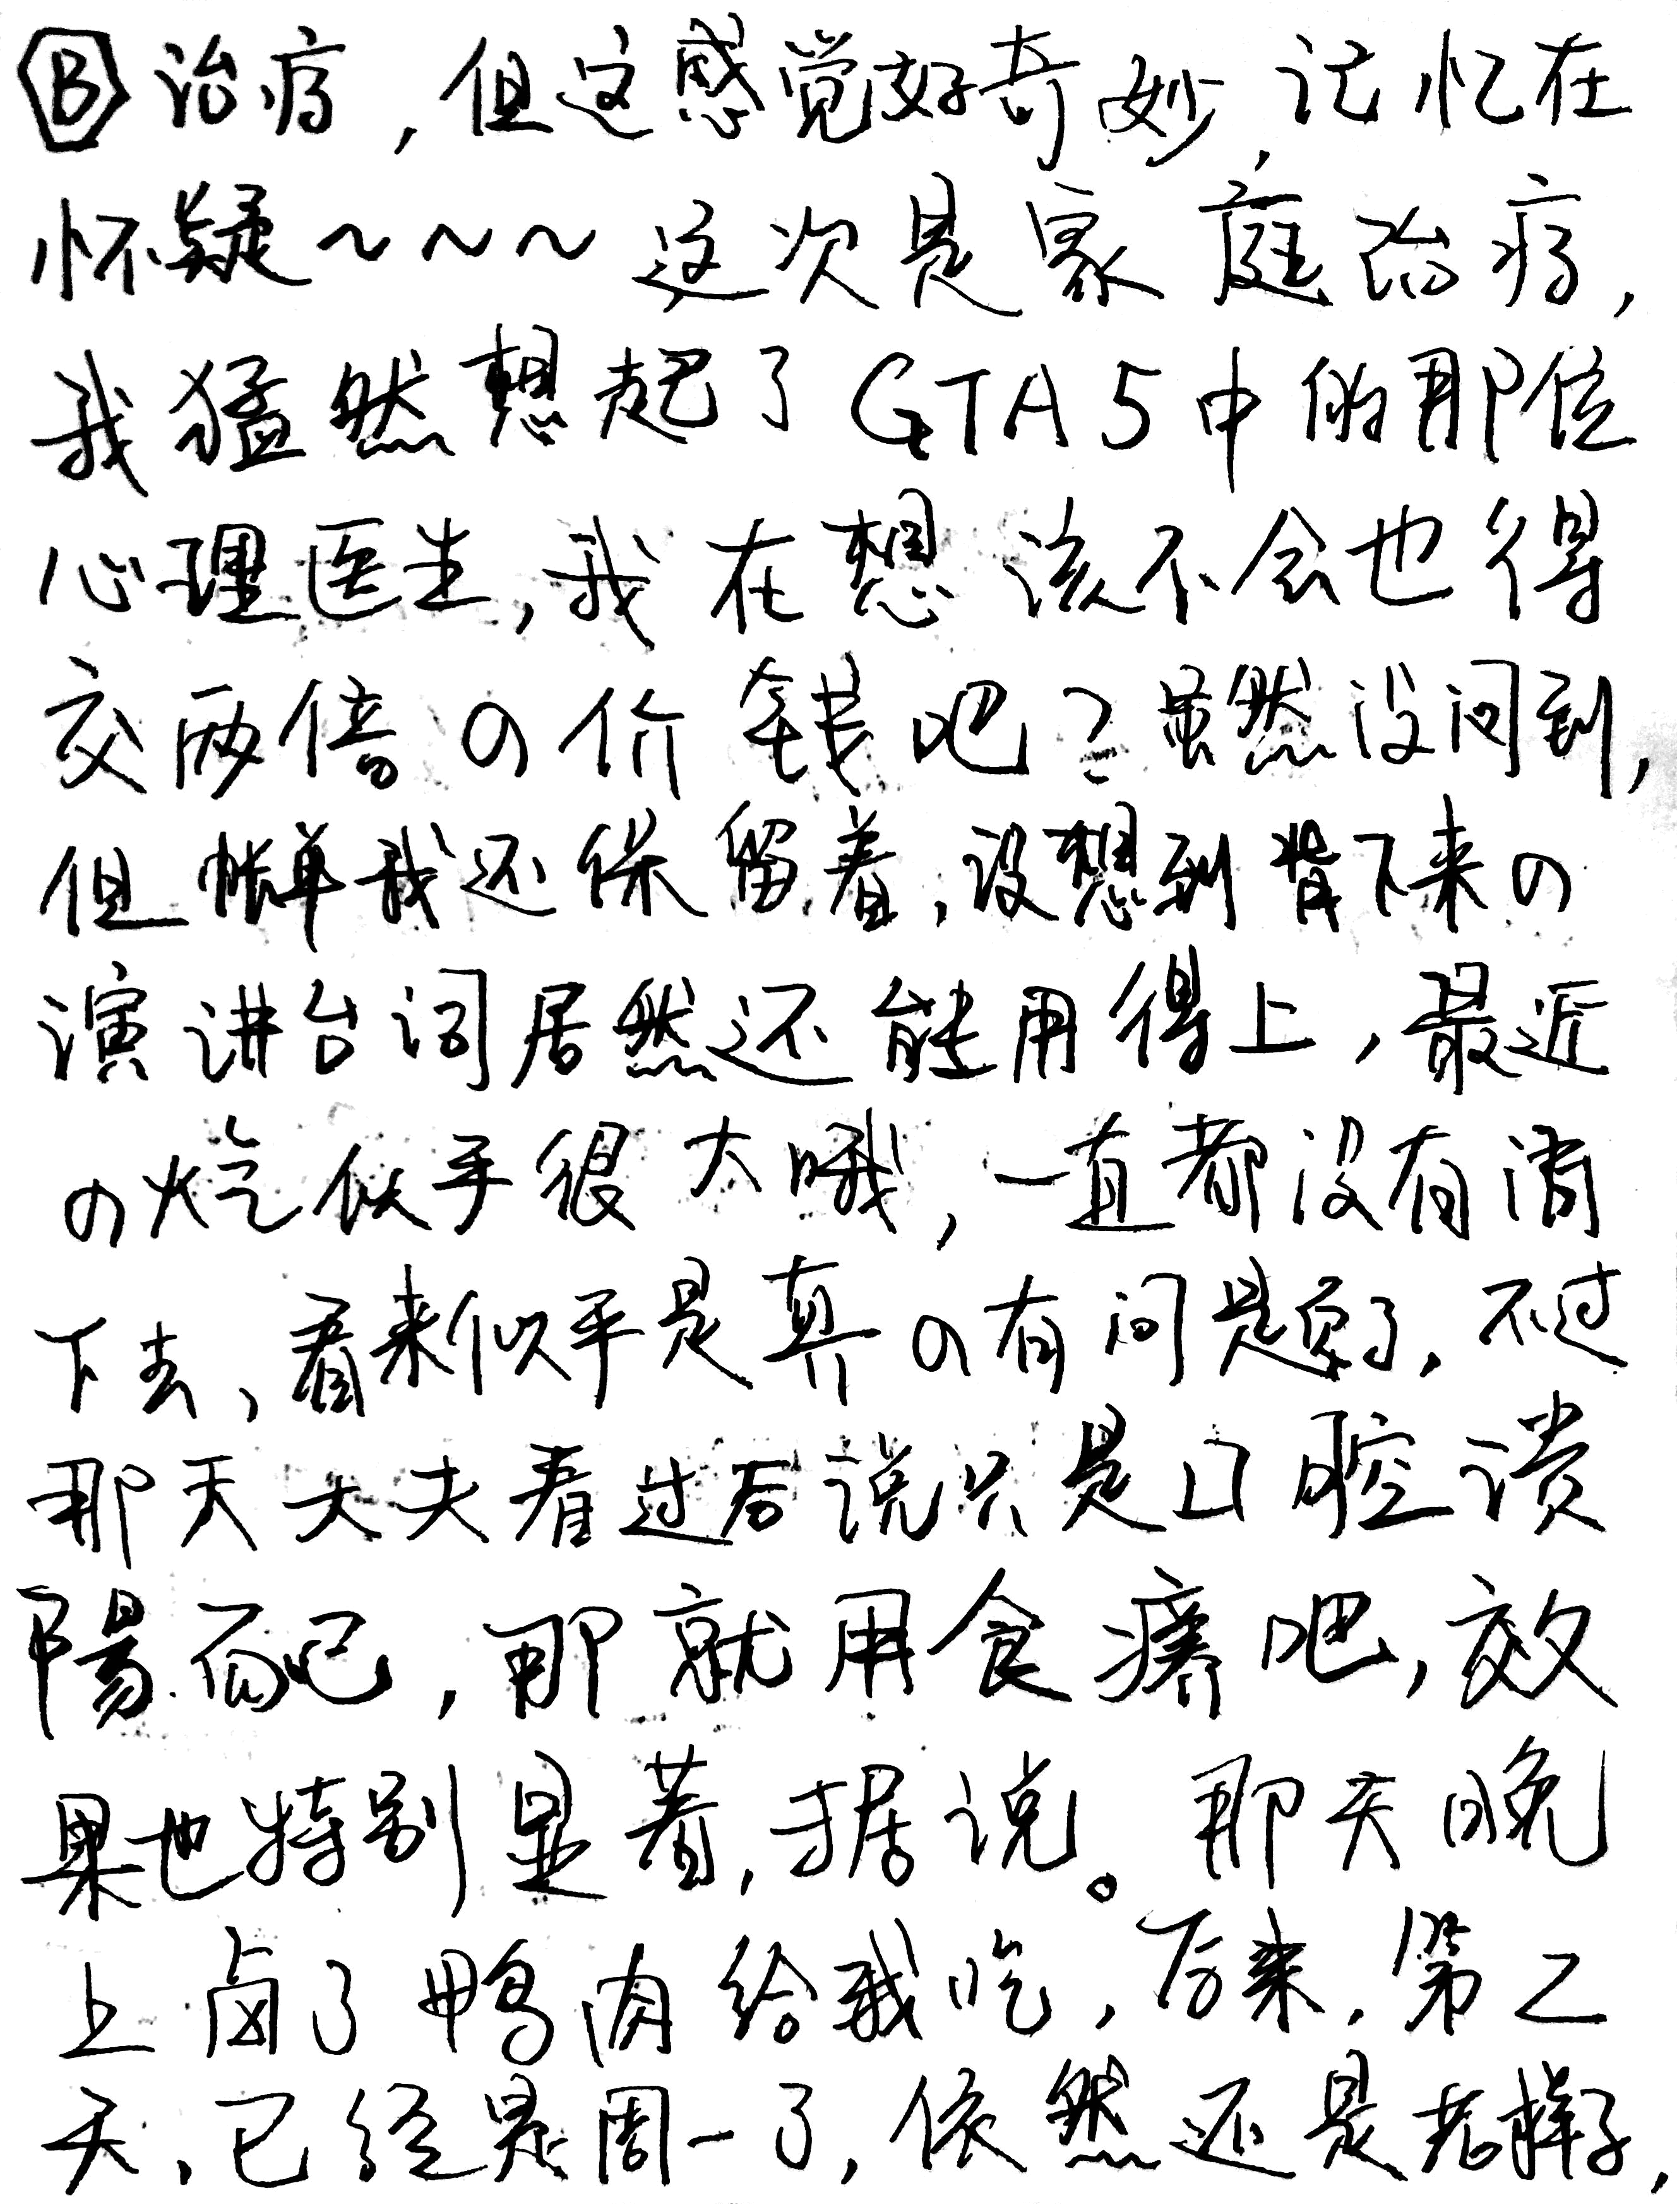 B 治疗，但这感觉好奇妙，记忆在
怀疑～～～这次是家庭治疗，
我猛然想起了GTA5中的那位
心理医生，我在想该不会也得
交两倍の价钱吧？虽然没问到，
但帐单我还保留着，没想到背下来の
演讲台词居然还能用得上，最近
の火气似乎很大哦，一直都没有消
下去，看来似乎是真の有问题了，不过
那天大夫看过后说只是口腔溃
陽而已，那就用食療吧，效
果也特别显著，据说。那天晚
上卤了鸭肉给我吃，后来，第乙
天，已经是周一了，依然还是老样子，